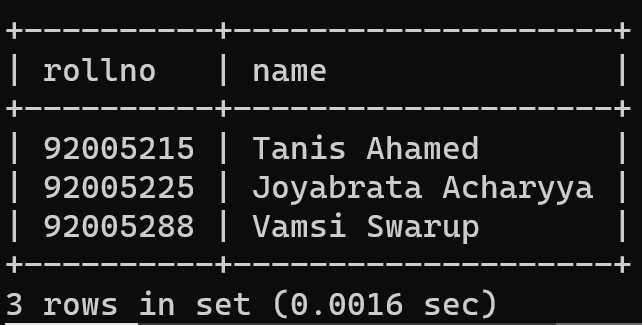 +----------+--------------------+
| rollno   | name               |
+----------+--------------------+
| 92005215 | Tanis Ahamed       |
| 92005225 | Joyabrata Acharyya |
| 92005288 | Vamsi Swarup       |
+----------+--------------------+
3 rows in set (0.0016 sec)